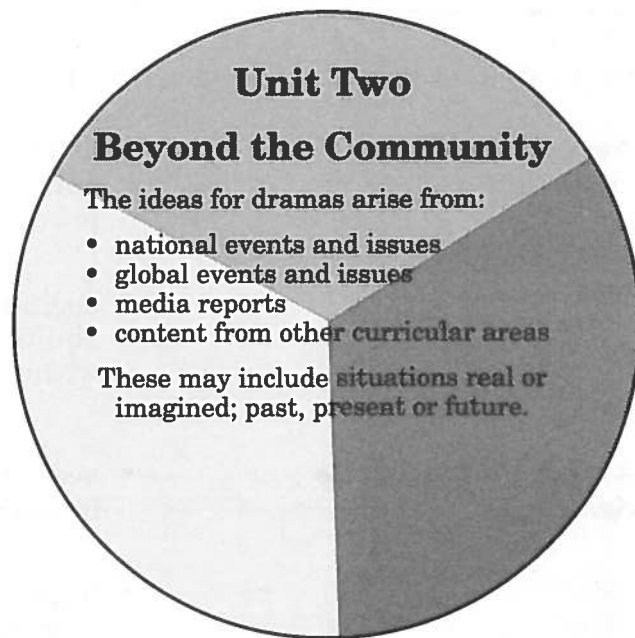 Unit Two
Beyond the Community
The ideas for dramas arise from:
• national events and issues
• global events and issues
• media reports
• content from other curricular areas
These may include situations real or
imagined; past, present or future.